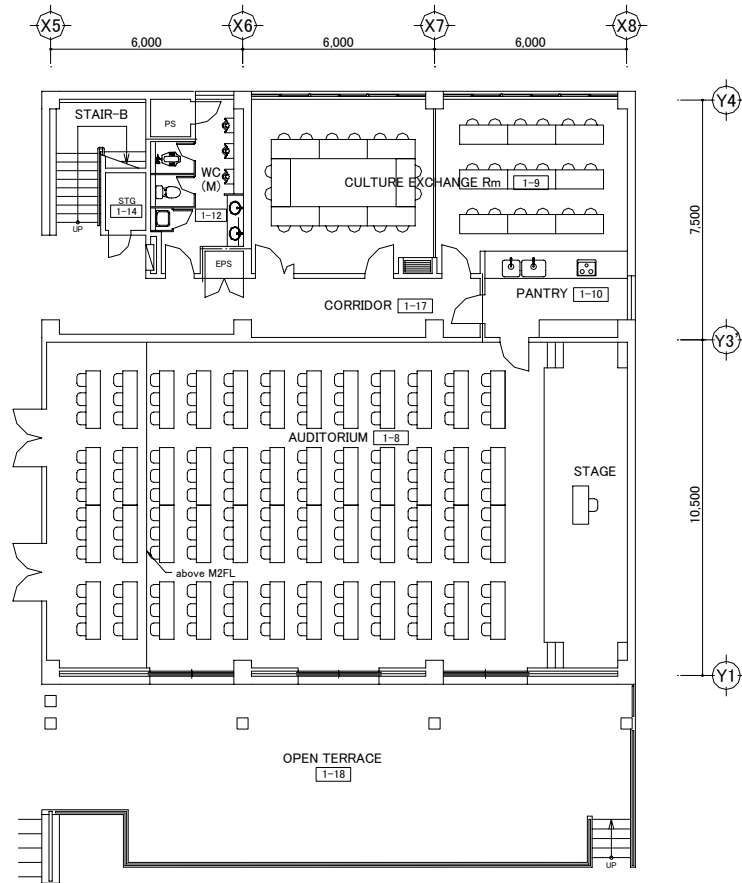 X5
X6
X7
X8
6,000
6,000
6,000
Y4
STAIR-B
PS
WC
(M)
CULTURE EXCHANGE Rm 1-9
STG
1-14
1-12
UP
7,500
EPS
PANTRY 1-10
CORRIDOR 1-17
Y3'
AUDITORIUM 1-8
STAGE
10,500
above M2FL
Y1
OPEN TERRACE
1-18
UP